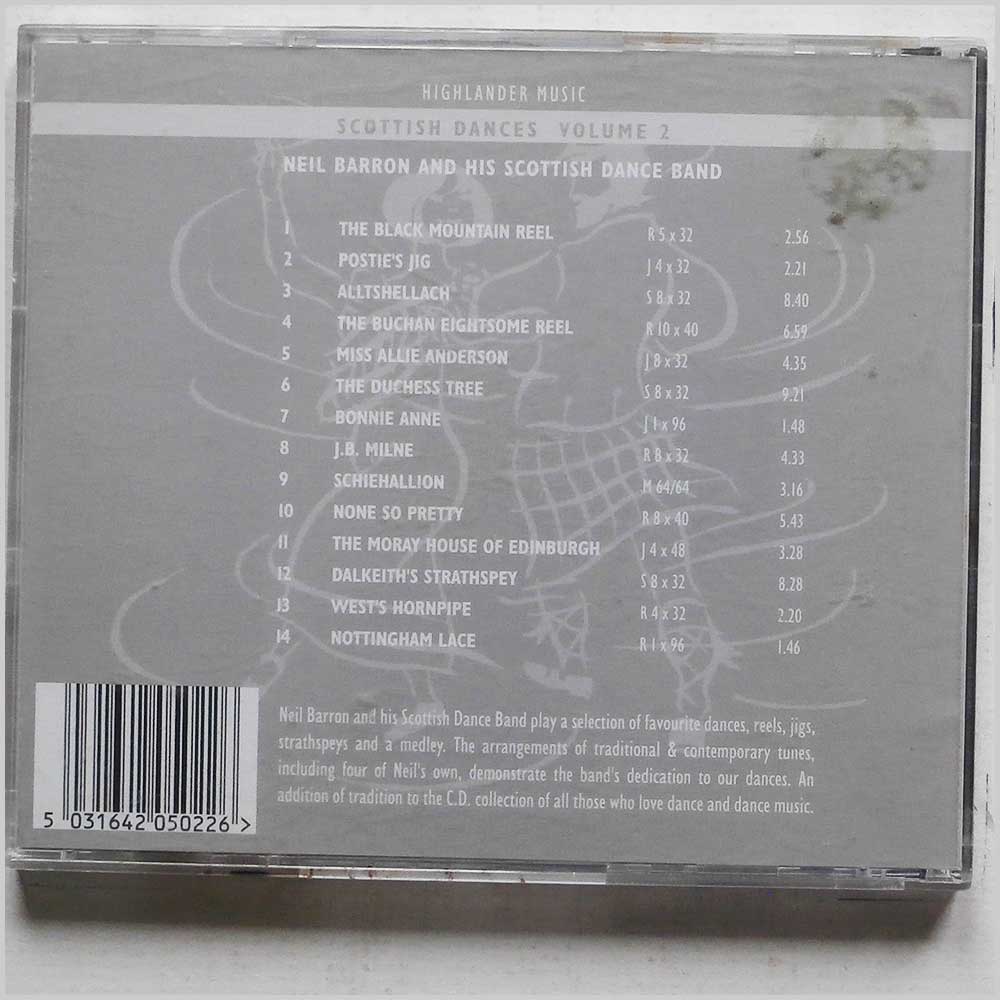 HIGHLANDER MUSIC
SCOTTISH DANCES VOLUME 2
NEIL BARRON AND HIS SCOTTISH DANCE BAND
1 THE BLACK MOUNTAIN REEL R 5 x 32 2.56
2 POSTIE'S JIG J 4 x 32 2.21
3 ALLTSHELLACH S 8 x 32 8.40
4 THE BUCHAN EIGHTSOME REEL R 10 x 40 6.59
5 MISS ALLIE ANDERSON J 8 x 32 4.35
6 THE DUCHESS TREE S 8 x 32 9.21
7 BONNIE ANNE J 1 x 96 1.48
8 J.B. MILNE R 8 x 32 4.33
9 SCHIEHALLION M 64/64 3.16
10 NONE SO PRETTY R 8 x 40 5.43
11 THE MORAY HOUSE OF EDINBURGH J 4 x 48 3.28
12 DALKEITH'S STRATHSPEY S 8 x 32 8.28
13 WEST'S HORNPIPE R 4 x 32 2.20
14 NOTTINGHAM LACE R 1 x 96 1.46
Neil Barron and his Scottish Dance Band play a selection of favourite dances, reels, jigs,
strathspeys and a medley. The arrangements of traditional & contemporary tunes,
including four of Neil's own, demonstrate the band's dedication to our dances. An
addition of tradition to the C.D. collection of all those who love dance and dance music.
5 031642 050226 >